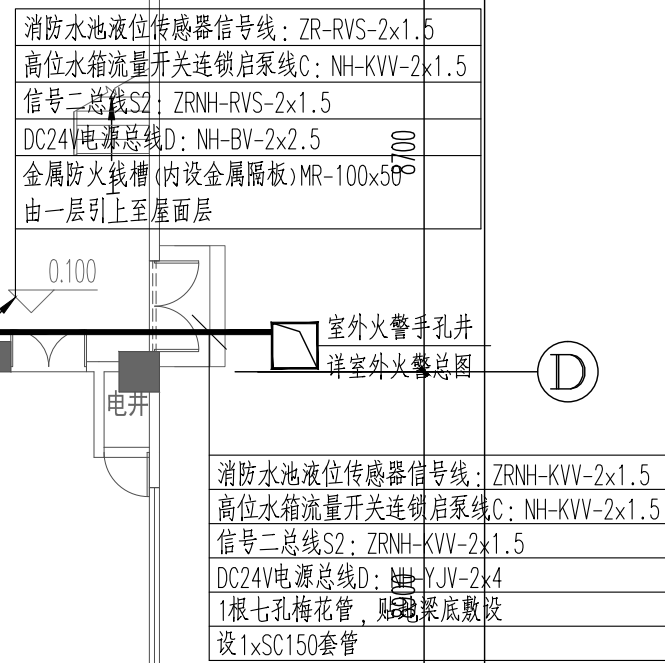 消防水池液位传感器信号线：ZR-RVS-2x1.5
高位水箱流量开关连锁启泵线C：NH-KVV-2x1.5
信号二总线S2：ZRNH-RVS-2x1.5
DC24V电源总线D：NH-BV-2x2.5
8700
金属防火线槽(内设金属隔板)MR-100x50
由一层引上至屋面层
0.100
室外火警手孔井
详室外火警总图
D
电井
消防水池液位传感器信号线：ZRNH-KVV-2x1.5
高位水箱流量开关连锁启泵线C：NH-KVV-2x1.5
信号二总线S2：ZRNH-KVV-2x1.5
DC24V电源总线D：NH-YJV-2x4
8900
1根七孔梅花管，贴地梁底敷设
设1xSC150套管